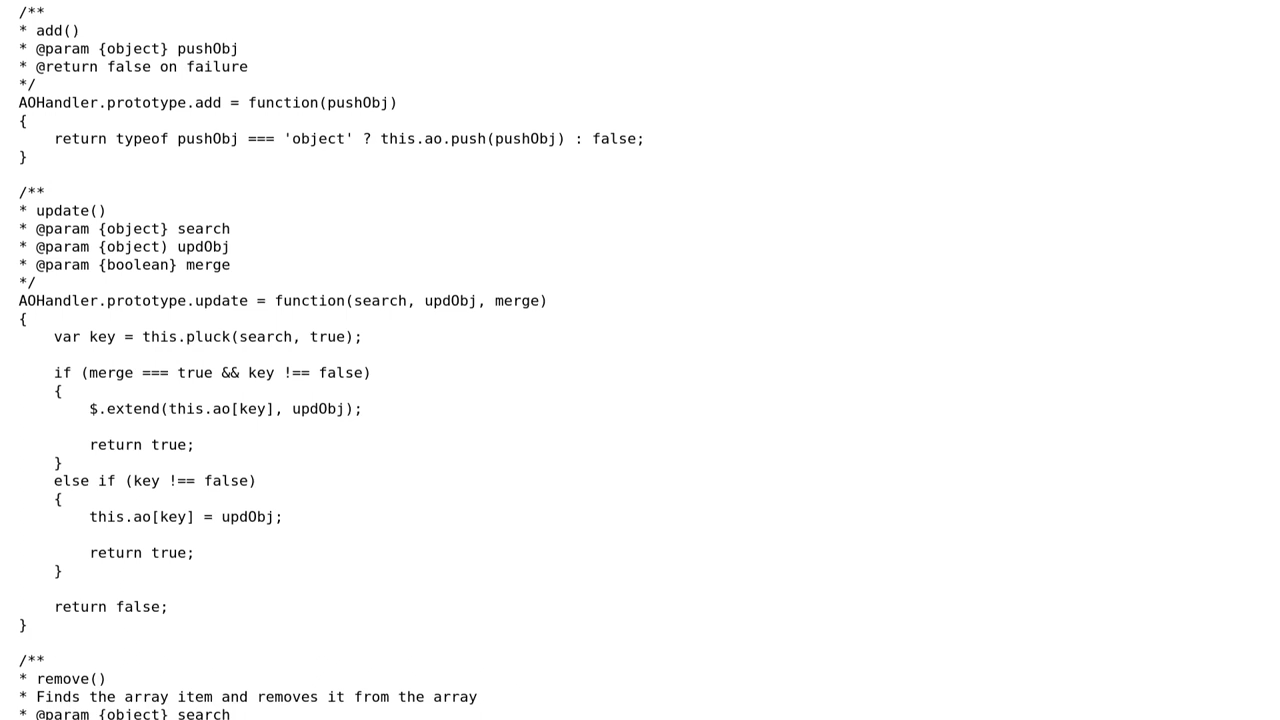 /**
* add()
* @param {object} pushObj
* @return false on failure
*/
AOHandler.prototype.add = function(pushObj)
{
    return typeof pushObj === 'object' ? this.ao.push(pushObj) : false;
}

/**
* update()
* @param {object} search
* @param {object) updObj
* @param {boolean} merge
*/
AOHandler.prototype.update = function(search, updObj, merge)
{
    var key = this.pluck(search, true);

    if (merge === true && key !== false)
    {
        $.extend(this.ao[key], updObj);

        return true;
    }
    else if (key !== false)
    {
        this.ao[key] = updObj;

        return true;
    }

    return false;
}

/**
* remove()
* Finds the array item and removes it from the array
* @param {object} search